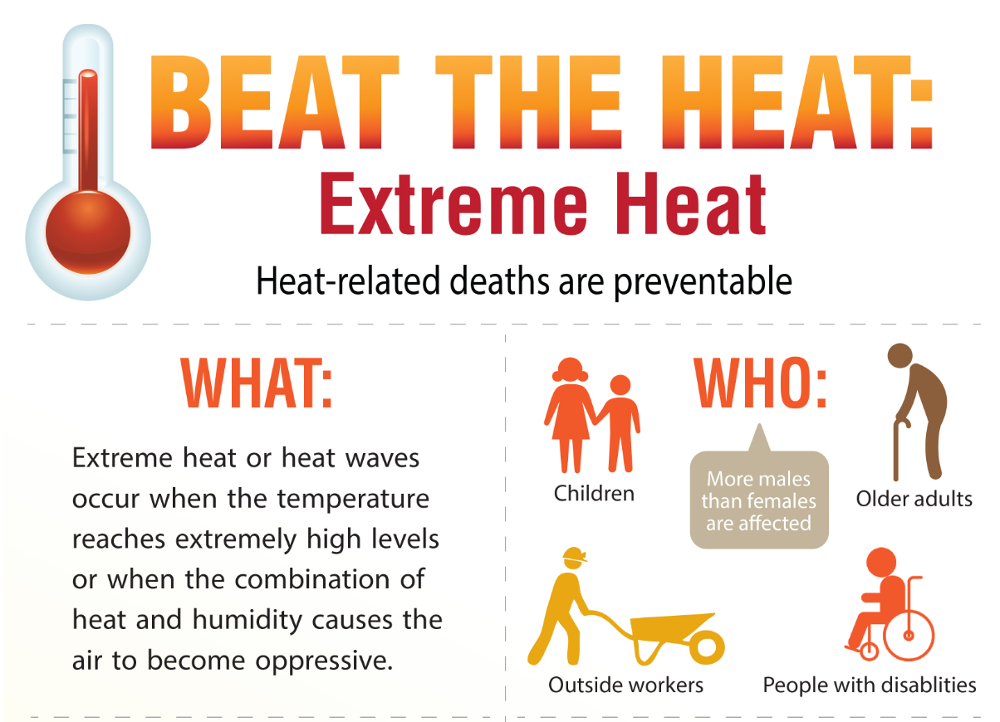 BEAT THE HEAT:
Extreme Heat
Heat-related deaths are preventable
WHAT:
Extreme heat or heat waves
occur when the temperature
reaches extremely high levels
or when the combination of
heat and humidity causes the
air to become oppressive.
WHO:
Children
More males
than females
are affected
Older adults
Outside workers
People with disablities